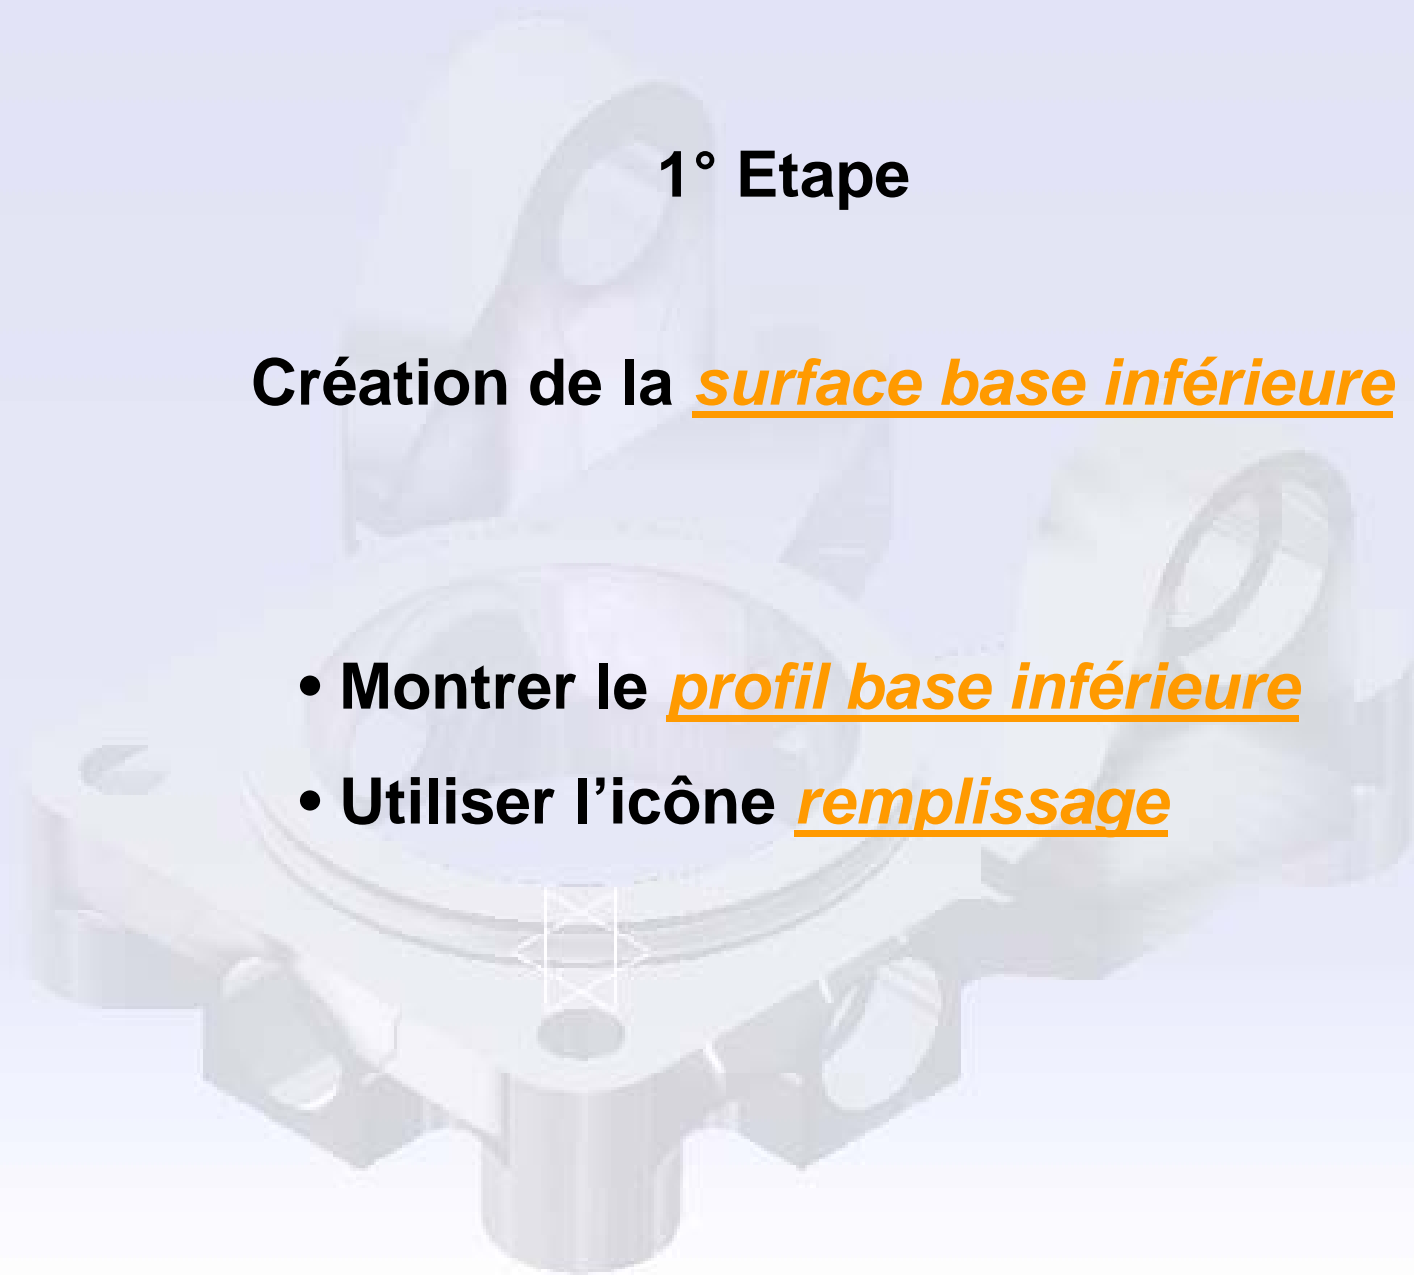 1° Etape
Création de la surface base inférieure
• Montrer le profil base inférieure
• Utiliser l’icône remplissage